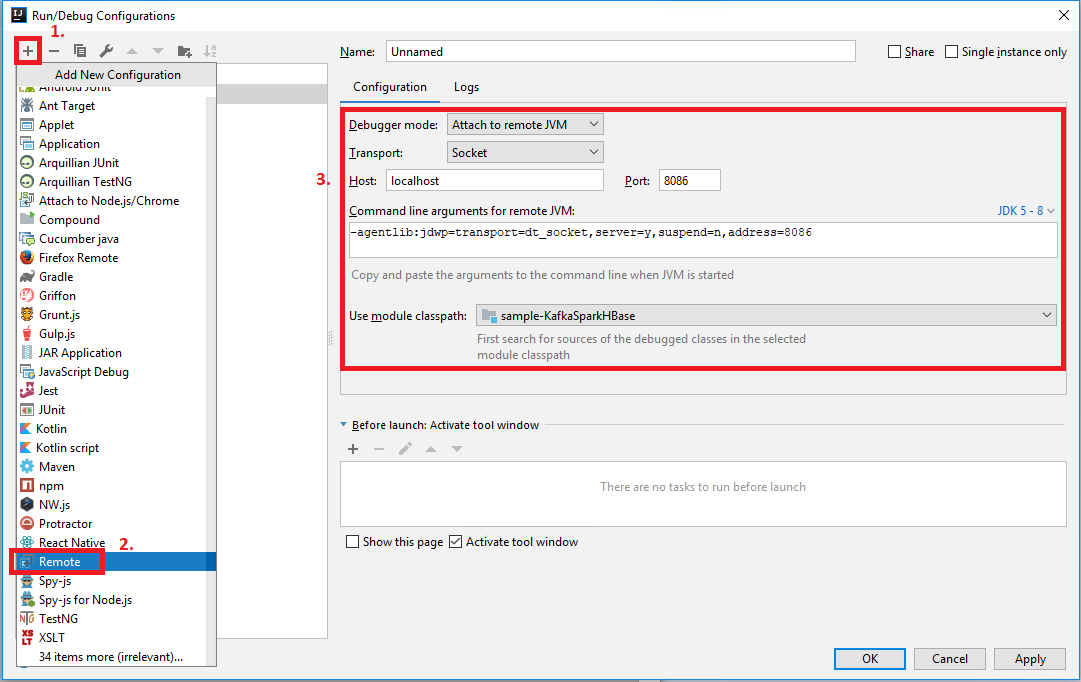 Run/Debug Configurations
1.
Add New Configuration
Android JUnit
Ant Target
Applet
Application
Arquillian JUnit
Arquillian TestNG
Attach to Node.js/Chrome
Compound
Cucumber java
Firefox Remote
Gradle
Griffon
Grunt.js
Gulp.js
JAR Application
JavaScript Debug
Jest
JUnit
Kotlin
Kotlin script
Maven
npm
NW.js
Protractor
React Native
2.
Remote
Spy-js
Spy-js for Node.js
TestNG
XSLT
34 items more (irrelevant)...
Name: Unnamed Share Single instance only
Configuration Logs
3.
Debugger mode: Attach to remote JVM
Transport: Socket
Host: localhost Port: 8086
Command line arguments for remote JVM: JDK 5 - 8
-agentlib:jdwp=transport=dt_socket,server=y,suspend=n,address=8086
Copy and paste the arguments to the command line when JVM is started
Use module classpath: sample-KafkaSparkHBase
First search for sources of the debugged classes in the selected
module classpath
Before launch: Activate tool window
There are no tasks to run before launch
Show this page Activate tool window
OK Cancel Apply